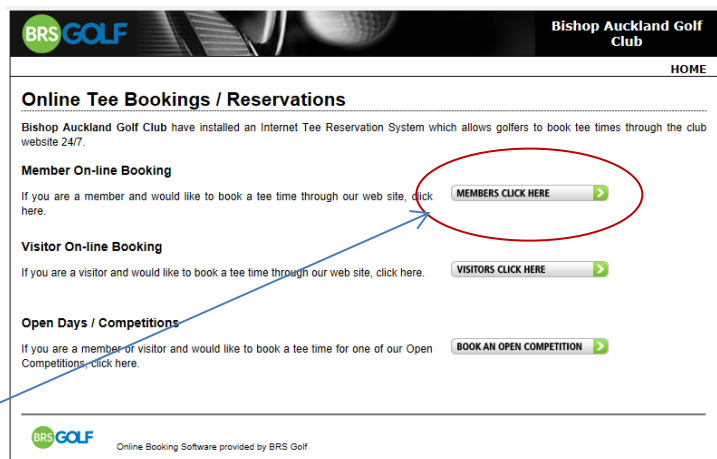 BRS GOLF
Bishop Auckland Golf
Club
HOME
Online Tee Bookings / Reservations
Bishop Auckland Golf Club have installed an Internet Tee Reservation System which allows golfers to book tee times through the club
website 24/7.
Member On-line Booking
If you are a member and would like to book a tee time through our web site, click
here.
MEMBERS CLICK HERE
Visitor On-line Booking
If you are a visitor and would like to book a tee time through our web site, click here.
VISITORS CLICK HERE
Open Days / Competitions
If you are a member or visitor and would like to book a tee time for one of our Open
Competitions, click here.
BOOK AN OPEN COMPETITION
BRS GOLF
Online Booking Software provided by BRS Golf